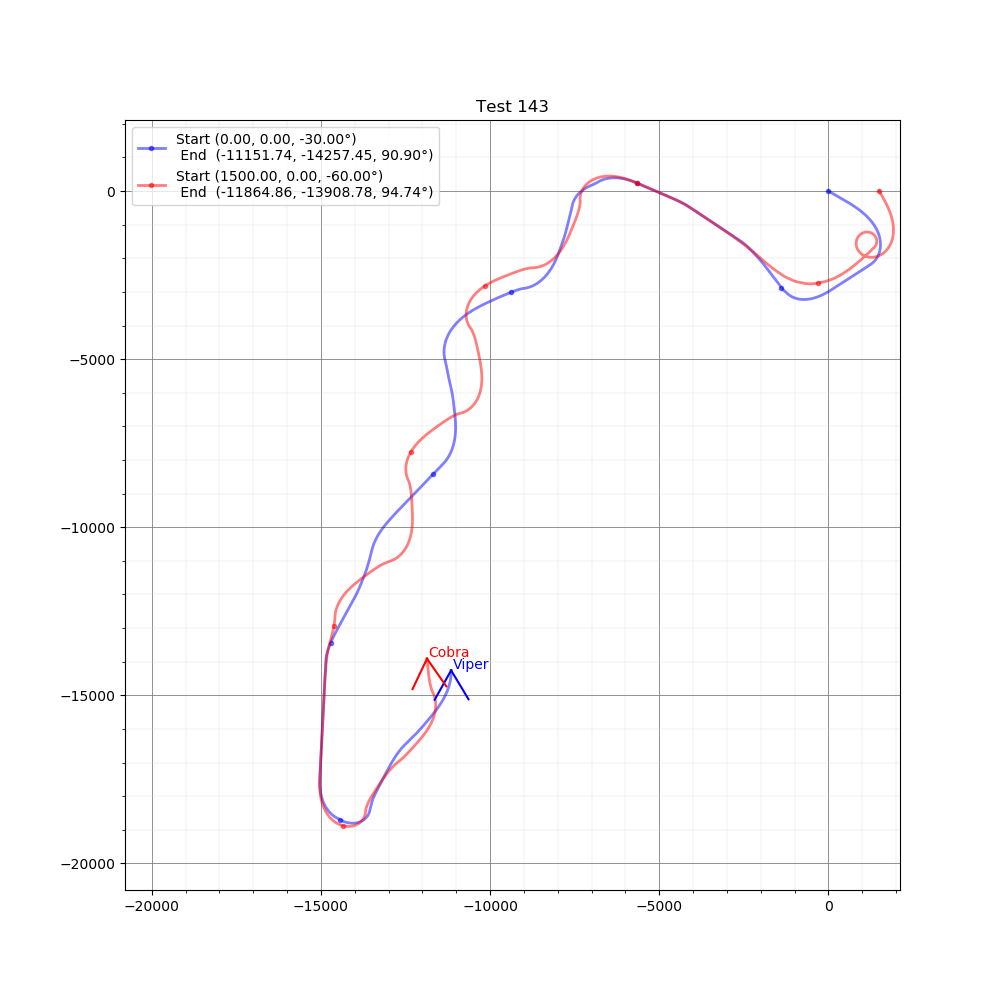 Test 143
Start (0.00, 0.00, -30.00°)
End (-11151.74, -14257.45, 90.90°)
Start (1500.00, 0.00, -60.00°)
End (-11864.86, -13908.78, 94.74°)
0
−5000
−10000
−15000
−20000
Cobra
Viper
−20000 −15000 −10000 −5000 0